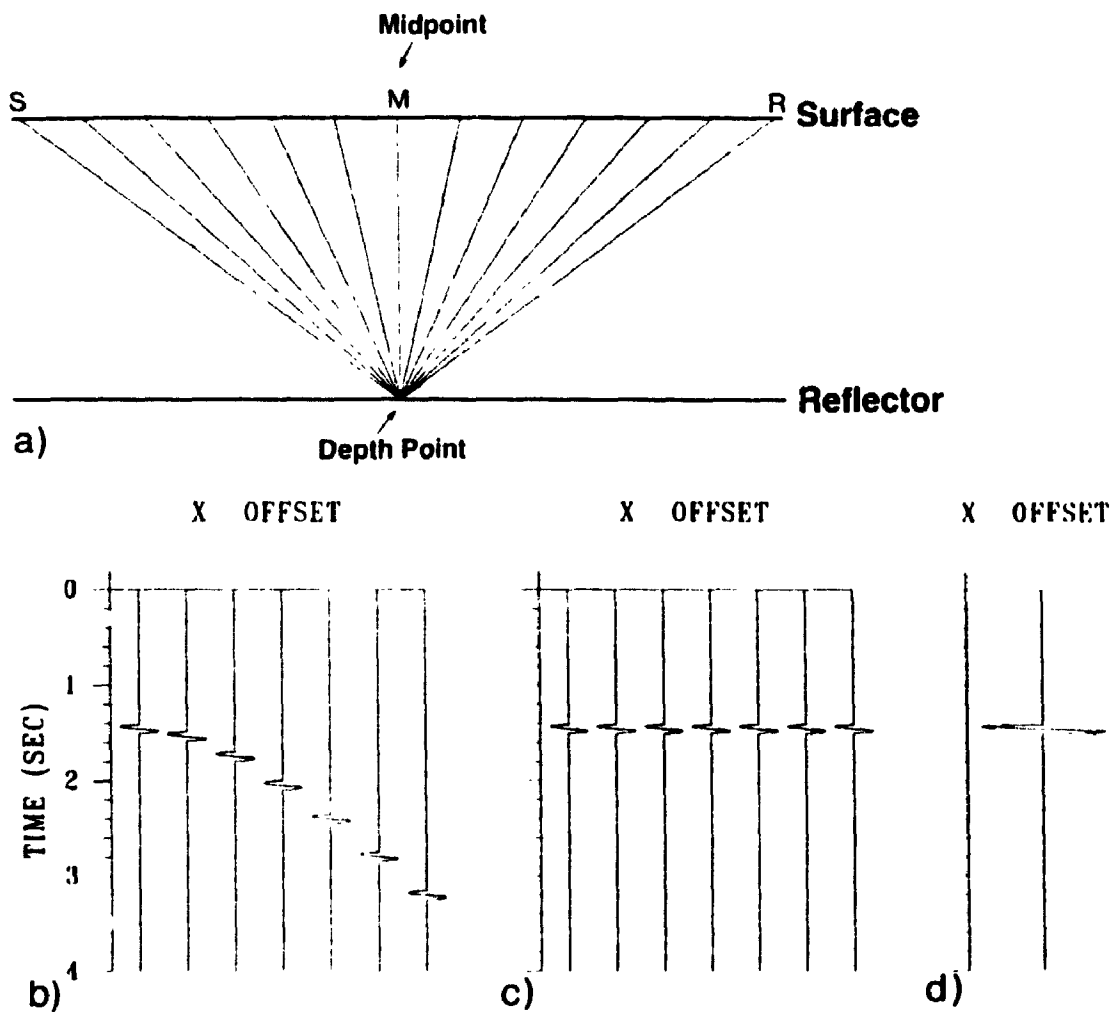 Midpoint
S M R Surface
Reflector
a)
Depth Point
X OFFSET X OFFSET X OFFSET
0
1
2
3
4
TIME (SEC)
b) c) d)